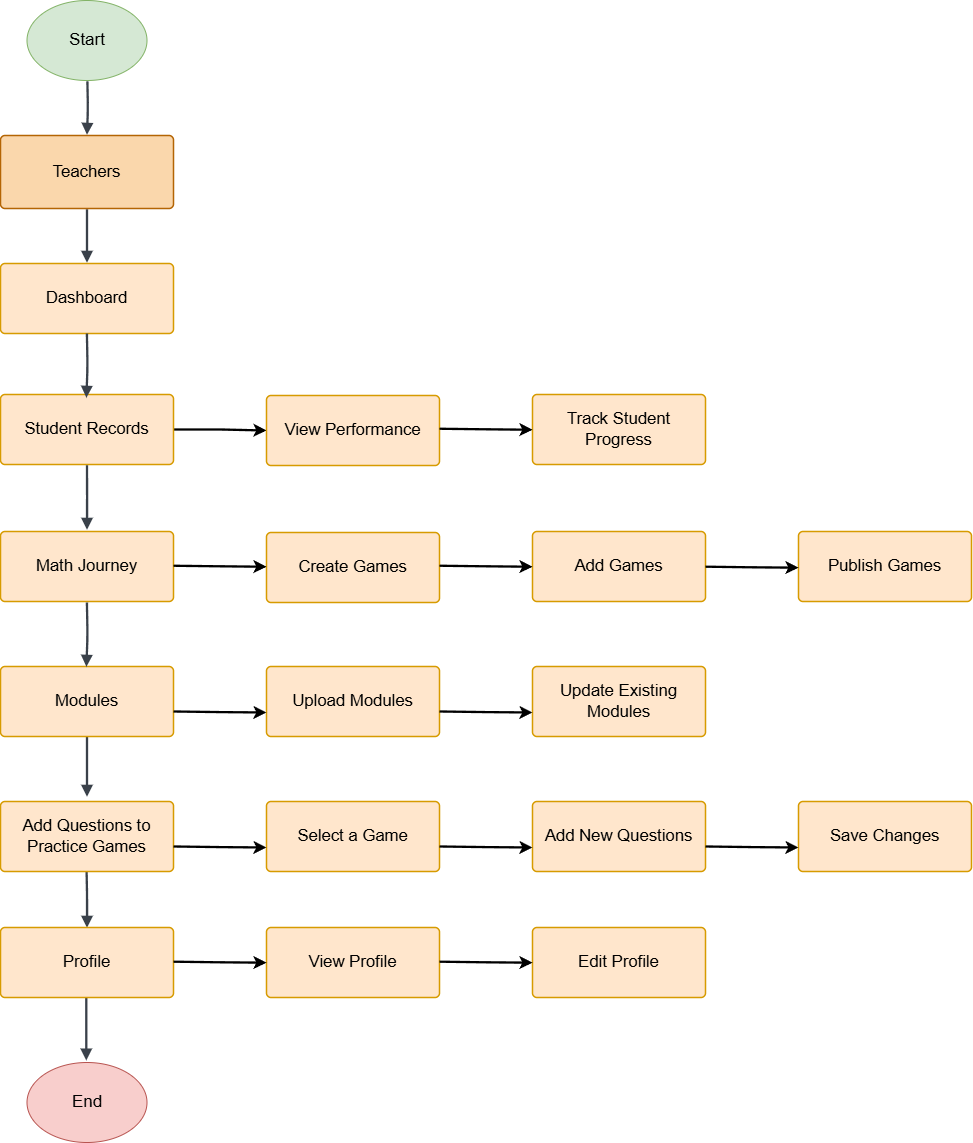 Start
Teachers
Dashboard
Student Records
View Performance
Track Student
Progress
Math Journey
Create Games
Add Games
Publish Games
Modules
Upload Modules
Update Existing
Modules
Add Questions to
Practice Games
Select a Game
Add New Questions
Save Changes
Profile
View Profile
Edit Profile
End